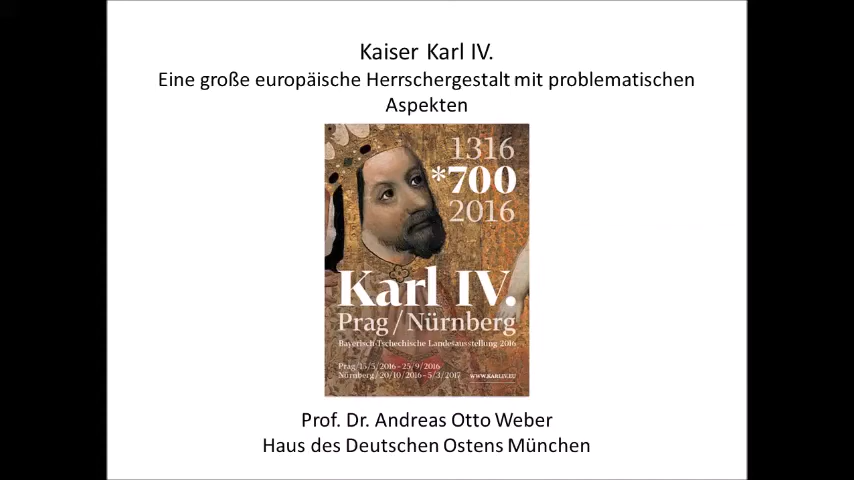 Kaiser Karl IV.
Eine große europäische Herrschergestalt mit problematischen
Aspekten
1316
*700
2016
Karl IV.
Prag/Nürnberg
Bayerisch-Tschechische Landesausstellung 2016
Prag/15/5/2016–25/9/2016
Nürnberg/20/10/2016–5/3/2017
WWW.KARLIV.EU
Prof. Dr. Andreas Otto Weber
Haus des Deutschen Ostens München